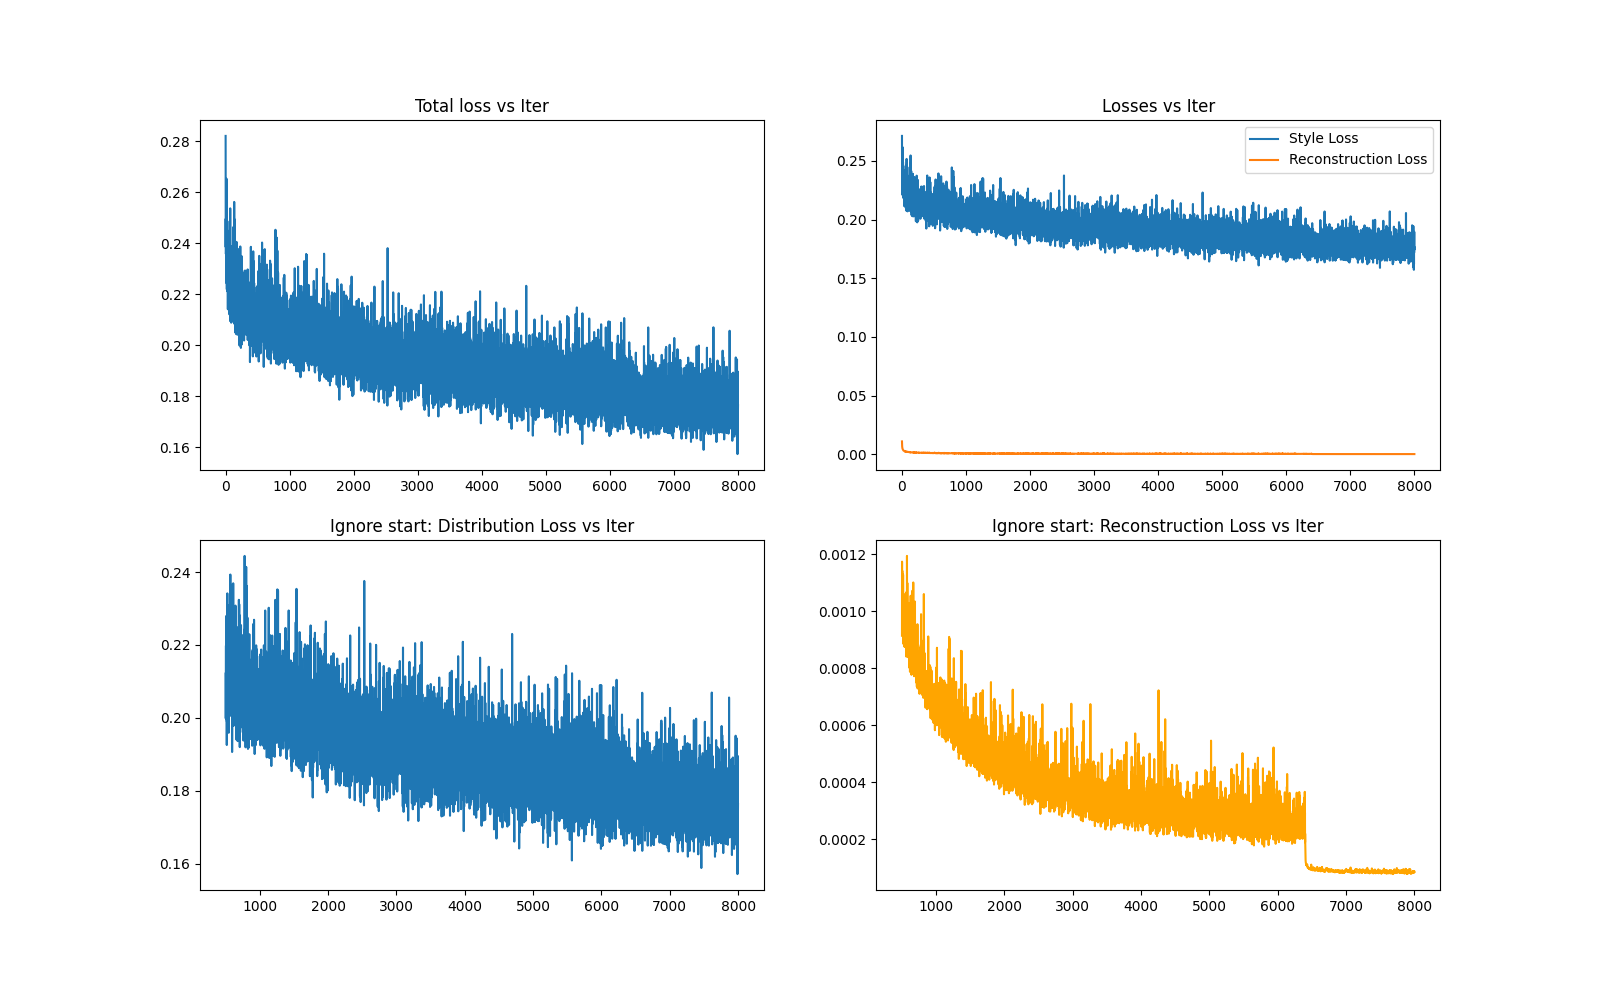 Total loss vs Iter
0.28
0.26
0.24
0.22
0.20
0.18
0.16
0 1000 2000 3000 4000 5000 6000 7000 8000
Losses vs Iter
Style Loss
Reconstruction Loss
0.25
0.20
0.15
0.10
0.05
0.00
0 1000 2000 3000 4000 5000 6000 7000 8000
Ignore start: Distribution Loss vs Iter
0.24
0.22
0.20
0.18
0.16
1000 2000 3000 4000 5000 6000 7000 8000
Ignore start: Reconstruction Loss vs Iter
0.0012
0.0010
0.0008
0.0006
0.0004
0.0002
1000 2000 3000 4000 5000 6000 7000 8000